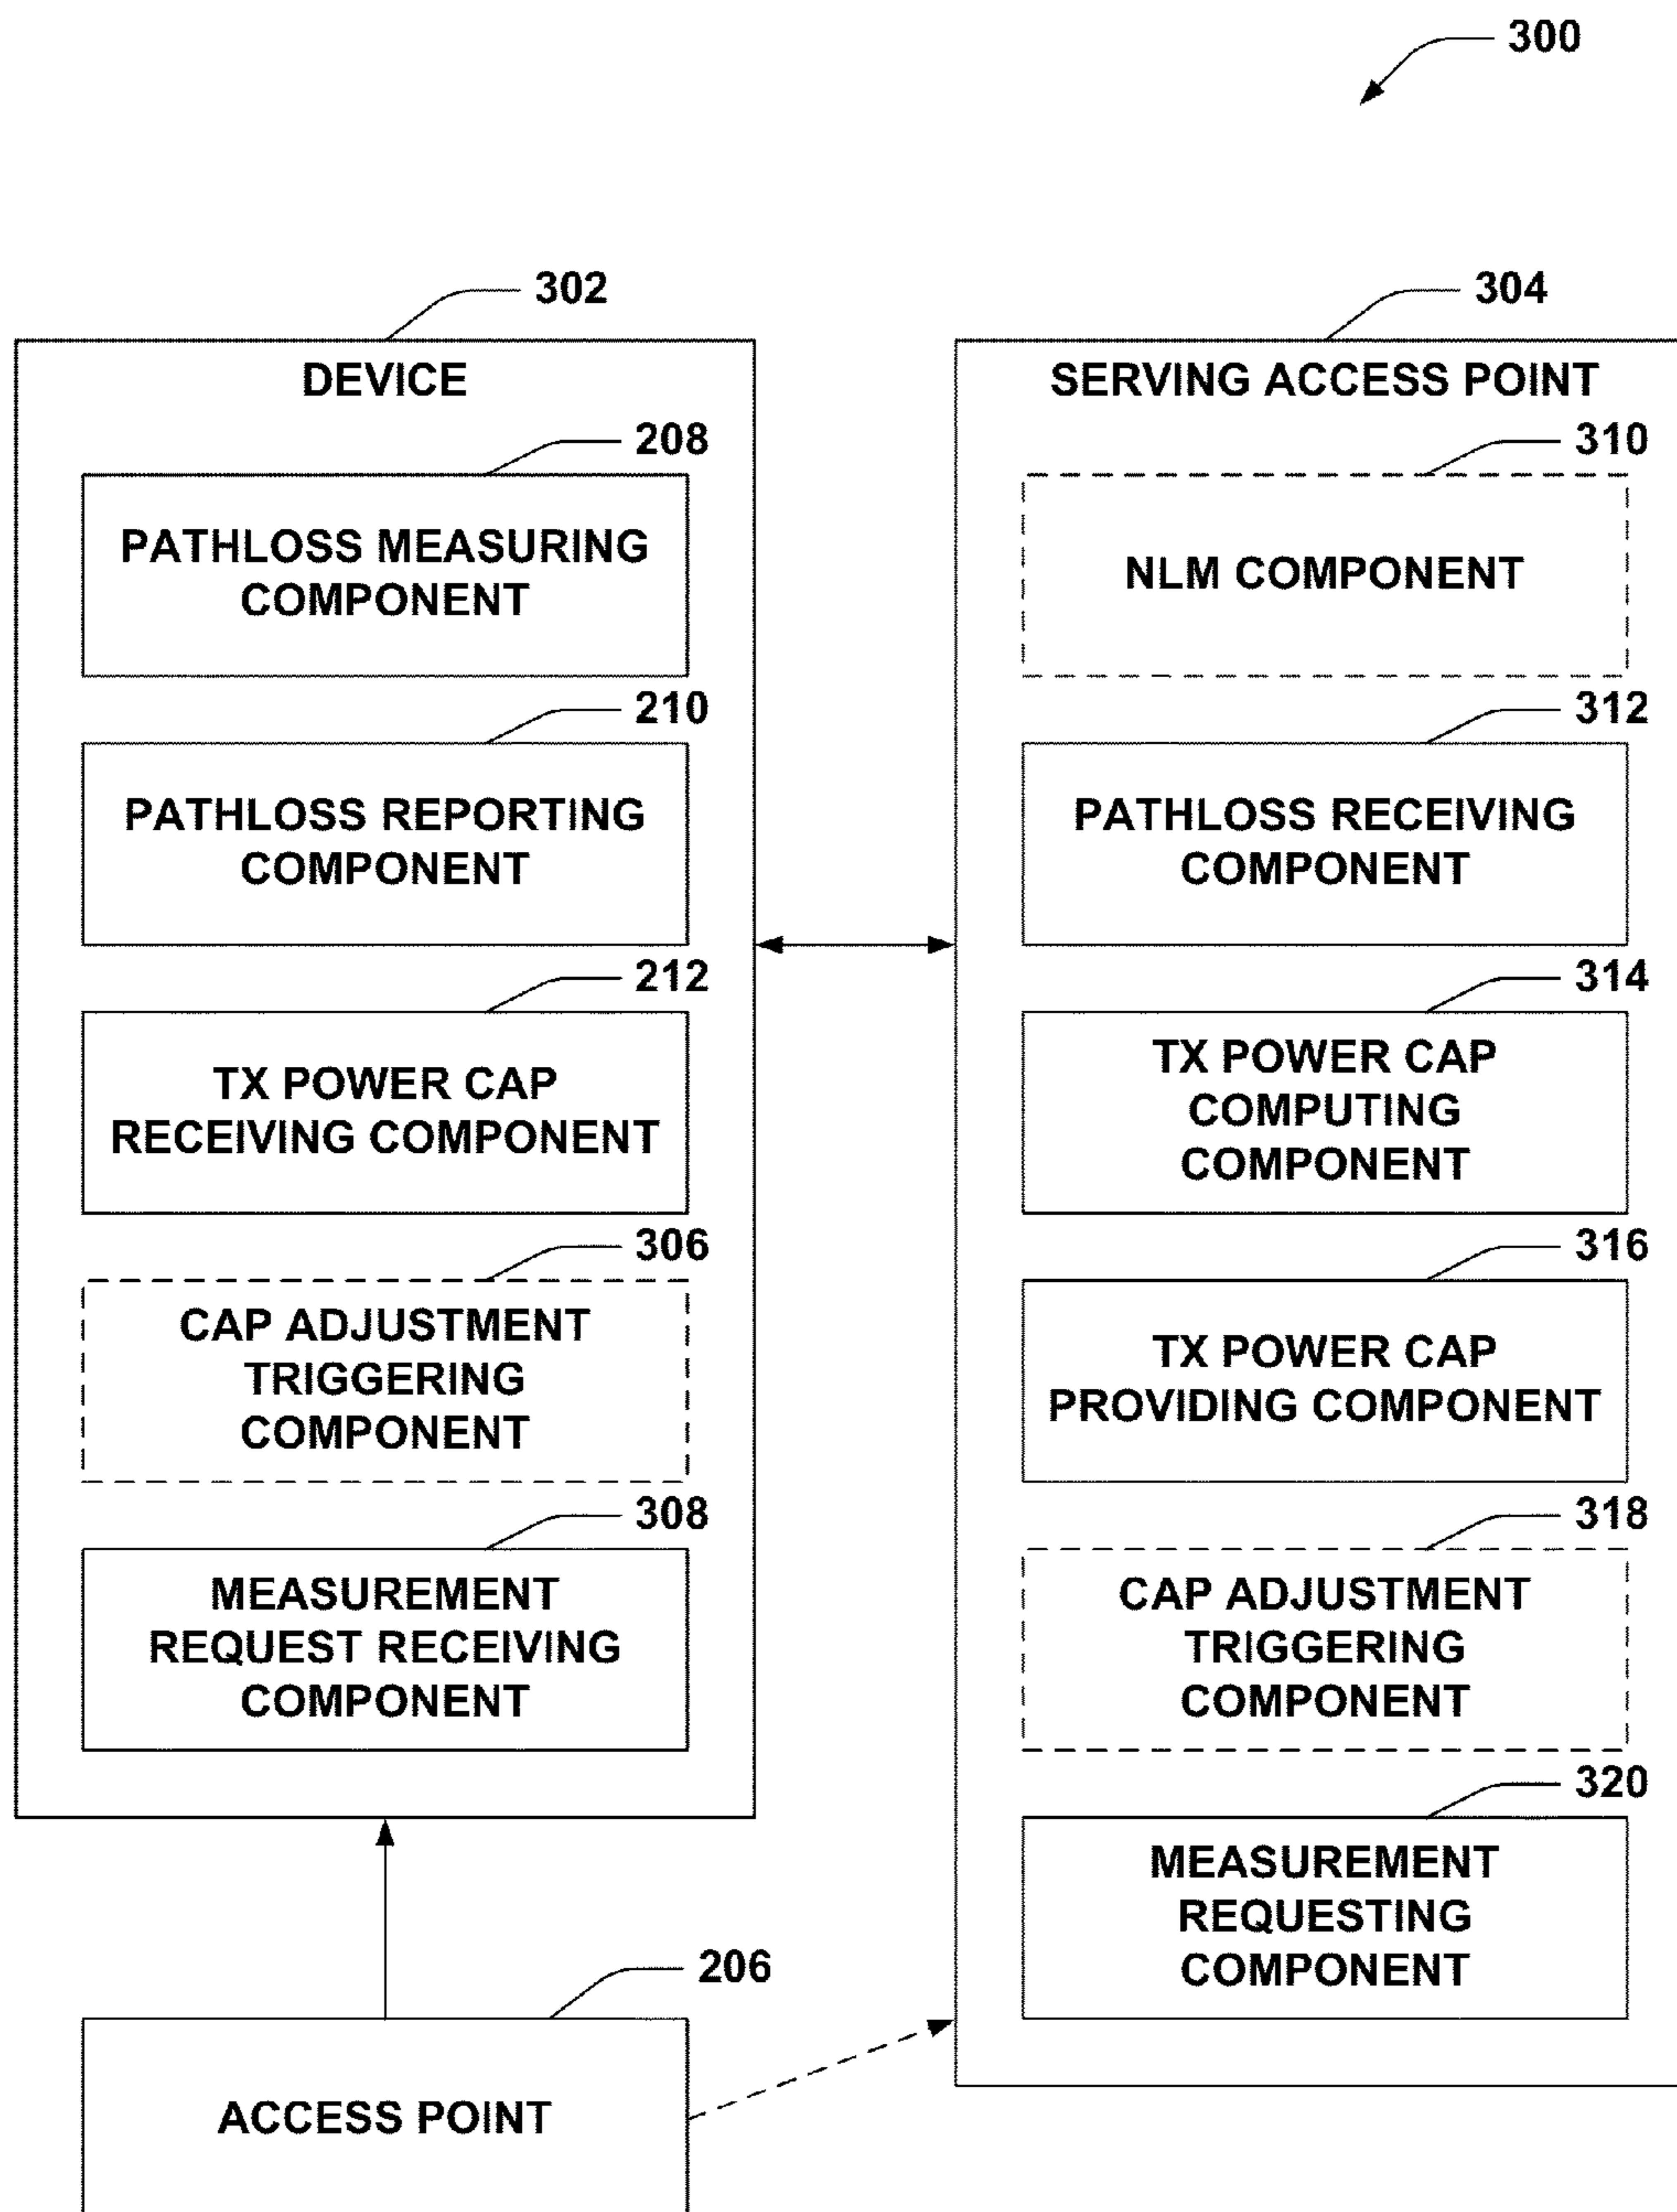 300
302
DEVICE
208
PATHLOSS MEASURING
COMPONENT
210
PATHLOSS REPORTING
COMPONENT
212
TX POWER CAP
RECEIVING COMPONENT
306
CAP ADJUSTMENT
TRIGGERING
COMPONENT
308
MEASUREMENT
REQUEST RECEIVING
COMPONENT
304
SERVING ACCESS POINT
310
NLM COMPONENT
312
PATHLOSS RECEIVING
COMPONENT
314
TX POWER CAP
COMPUTING
COMPONENT
316
TX POWER CAP
PROVIDING COMPONENT
318
CAP ADJUSTMENT
TRIGGERING
COMPONENT
320
MEASUREMENT
REQUESTING
COMPONENT
206
ACCESS POINT